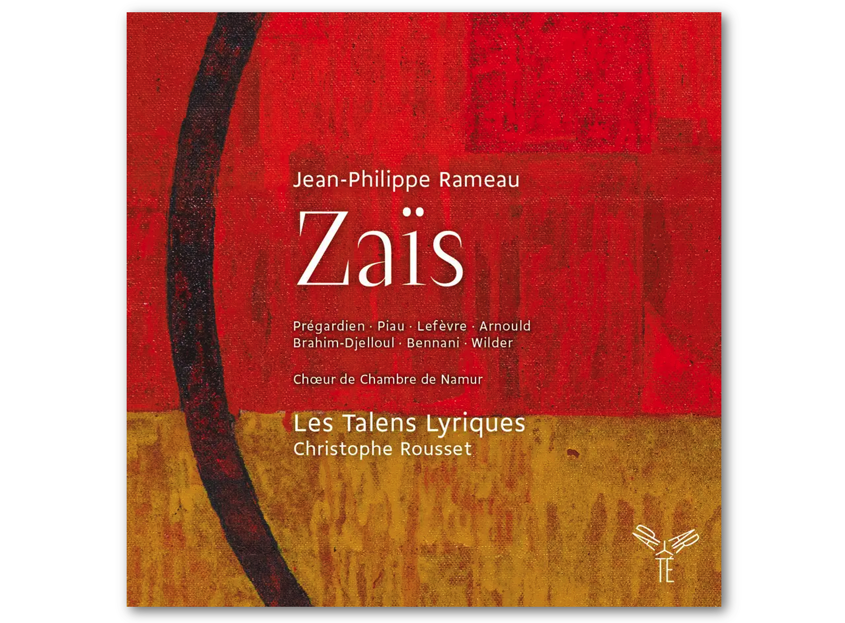 Jean-Philippe Rameau
Zaïs
Prégardien · Piau · Lefèvre · Arnould
Brahim-Djelloul · Bennani · Wilder
Chœur de Chambre de Namur
Les Talens Lyriques
Christophe Rousset
APARTÉ